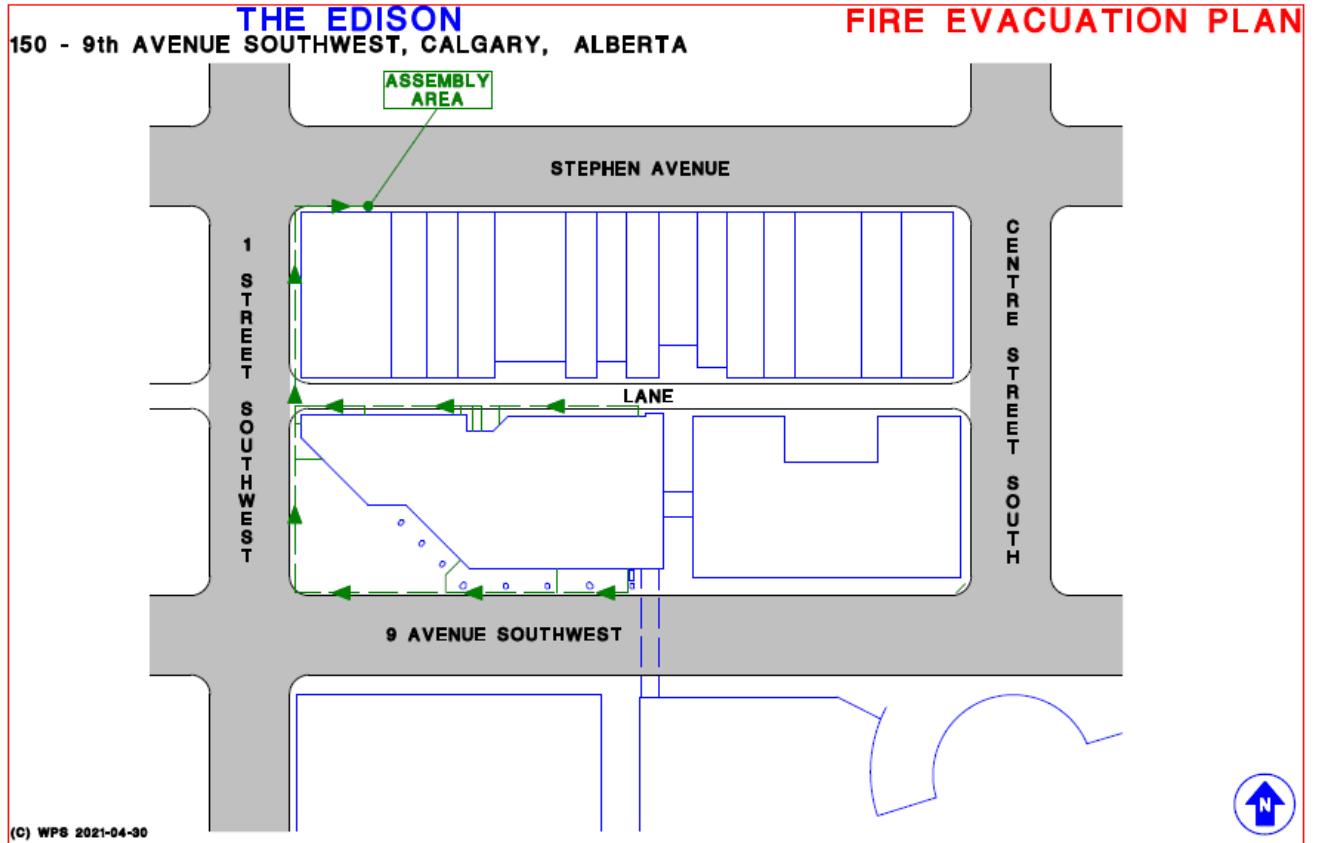 THE EDISON
FIRE EVACUATION PLAN
150 - 9th AVENUE SOUTHWEST, CALGARY, ALBERTA
ASSEMBLY
AREA
STEPHEN AVENUE
1 STREET SOUTHWEST
CENTRE STREET SOUTH
LANE
9 AVENUE SOUTHWEST
N
(C) WPS 2021-04-30